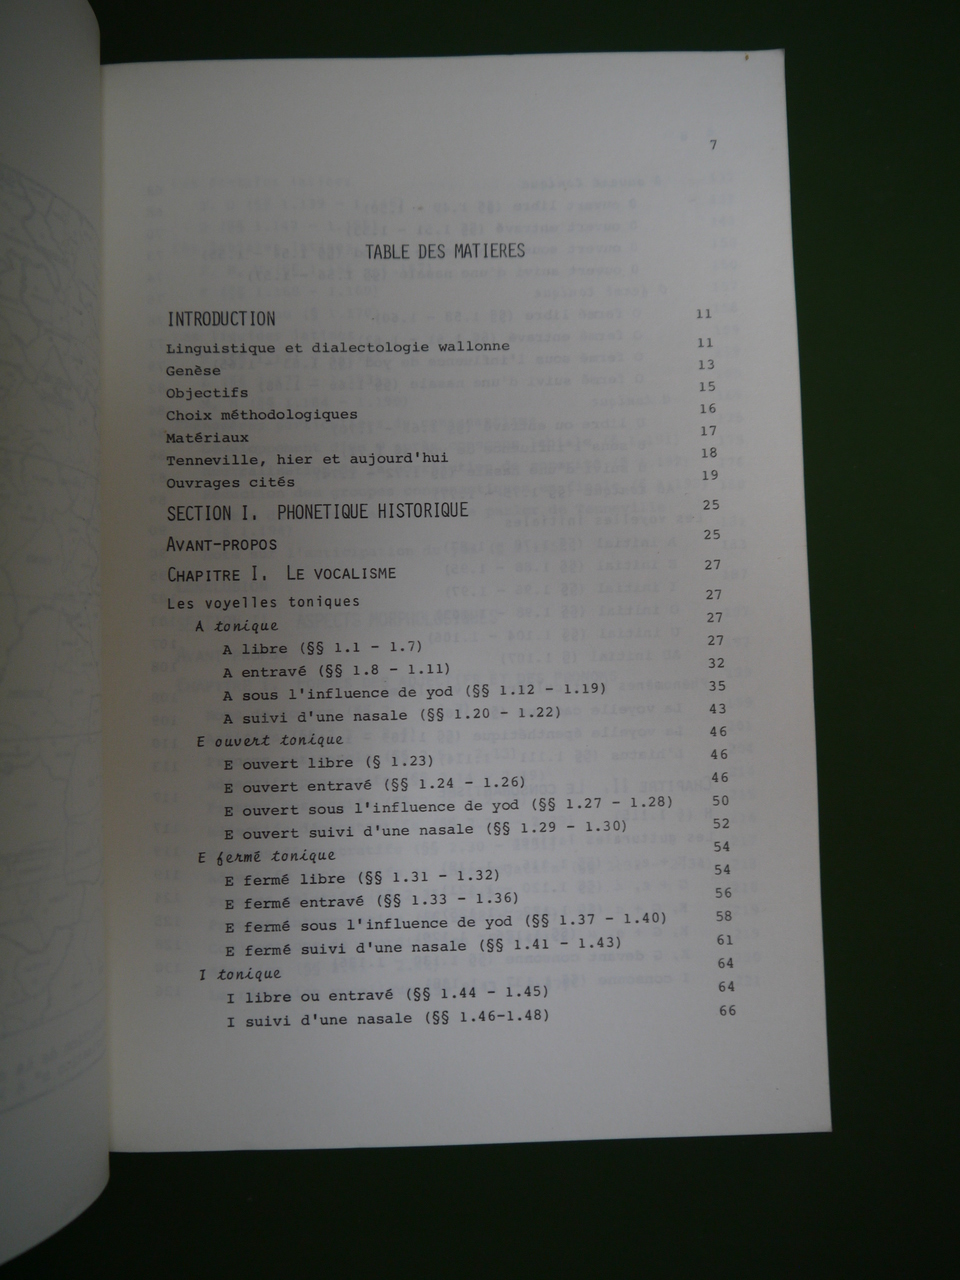 7
TABLE DES MATIERES
INTRODUCTION 11
Linguistique et dialectologie wallonne 11
Genèse 13
Objectifs 15
Choix méthodologiques 16
Matériaux 17
Tenneville, hier et aujourd'hui 18
Ouvrages cités 19
SECTION I. PHONETIQUE HISTORIQUE 25
AVANT-PROPOS 25
CHAPITRE I. LE VOCALISME 27
Les voyelles toniques 27
A tonique 27
A libre (§§ 1.1 - 1.7) 27
A entravé (§§ 1.8 - 1.11) 32
A sous l'influence de yod (§§ 1.12 - 1.19) 35
A suivi d'une nasale (§§ 1.20 - 1.22) 43
E ouvert tonique 46
E ouvert libre (§ 1.23) 46
E ouvert entravé (§§ 1.24 - 1.26) 46
E ouvert sous l'influence de yod (§§ 1.27 - 1.28) 50
E ouvert suivi d'une nasale (§§ 1.29 - 1.30) 52
E fermé tonique 54
E fermé libre (§§ 1.31 - 1.32) 54
E fermé entravé (§§ 1.33 - 1.36) 56
E fermé sous l'influence de yod (§§ 1.37 - 1.40) 58
E fermé suivi d'une nasale (§§ 1.41 - 1.43) 61
I tonique 64
I libre ou entravé (§§ 1.44 - 1.45) 64
I suivi d'une nasale (§§ 1.46-1.48) 66